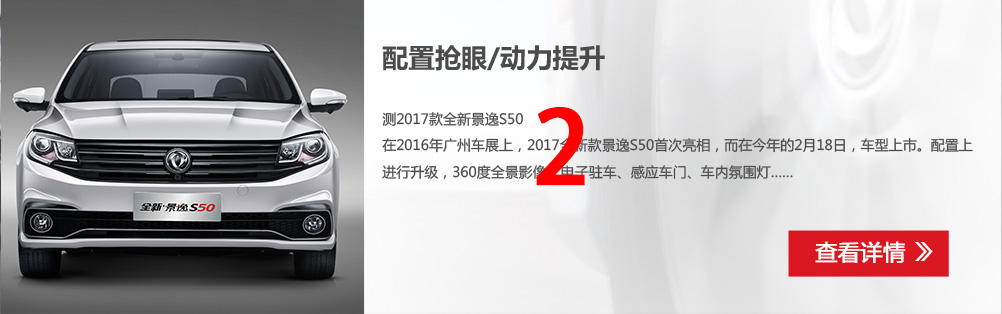 配置抢眼/动力提升
测2017款全新景逸S50
在2016年广州车展上，2017全新款景逸S50首次亮相，而在今年的2月18日，车型上市。配置上
进行升级，360度全景影像、电子驻车、感应车门、车内氛围灯......
2
全新·景逸S50
查看详情